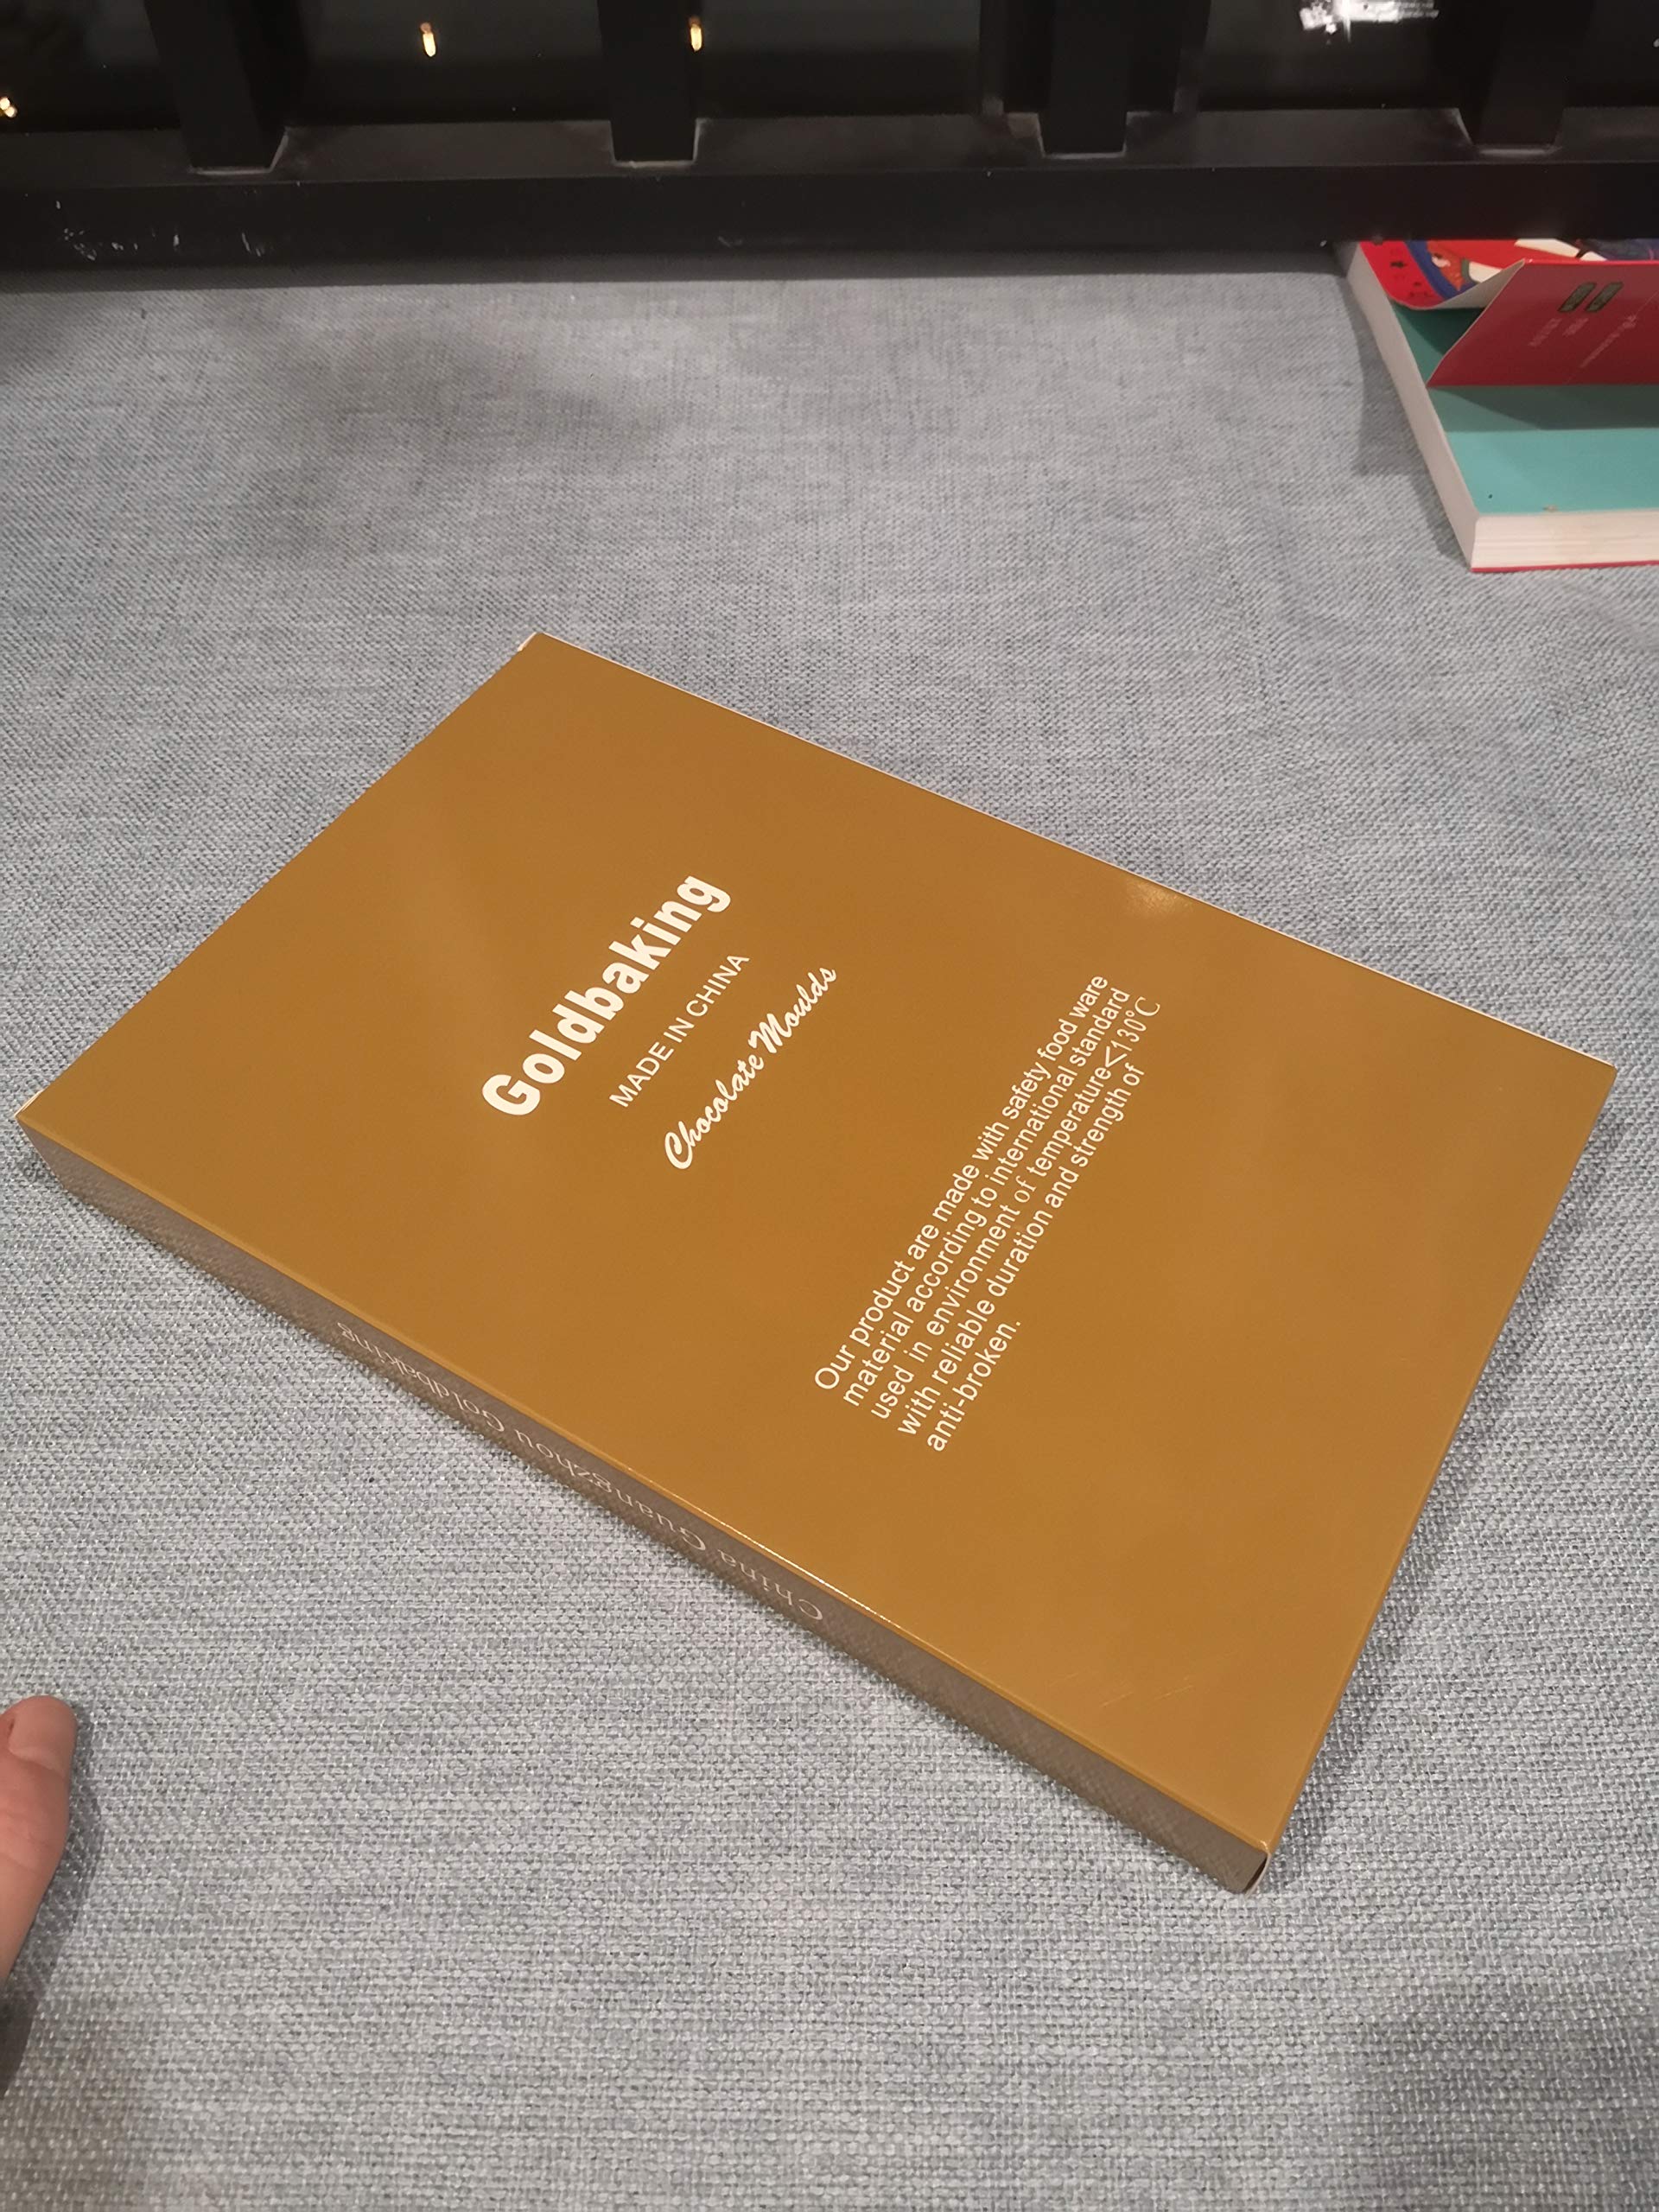 Goldbaking
MADE IN CHINA
Chocolate Moulds
Our product are made with safety food ware
material according to international standard
used in environment of temperature<130℃
with reliable duration and strength of
anti-broken.
China Guangzhou Goldbaking